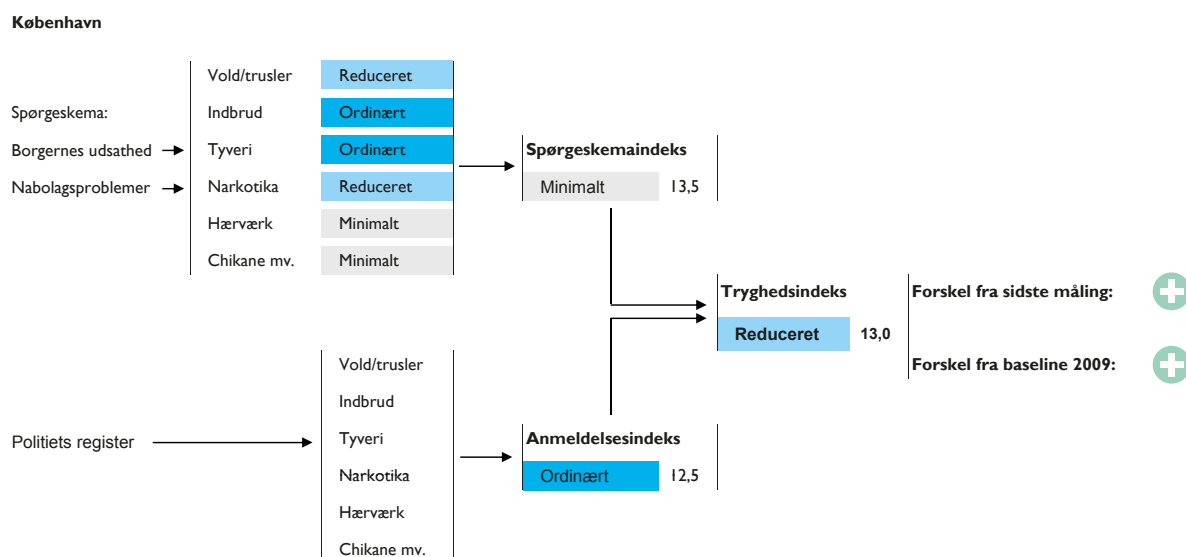 København
Vold/trusler Reduceret
Spørgeskema: Indbrud Ordinært
Borgernes udsathed Tyveri Ordinært
Nabolagsproblemer Narkotika Reduceret
Hærværk Minimalt
Chikane mv. Minimalt
Spørgeskemaindeks
Minimalt 13,5
Tryghedsindeks
Reduceret 13,0
Forskel fra sidste måling:
Forskel fra baseline 2009:
Politiets register
Vold/trusler
Indbrud
Tyveri
Narkotika
Hærværk
Chikane mv.
Anmeldelsesindeks
Ordinært 12,5